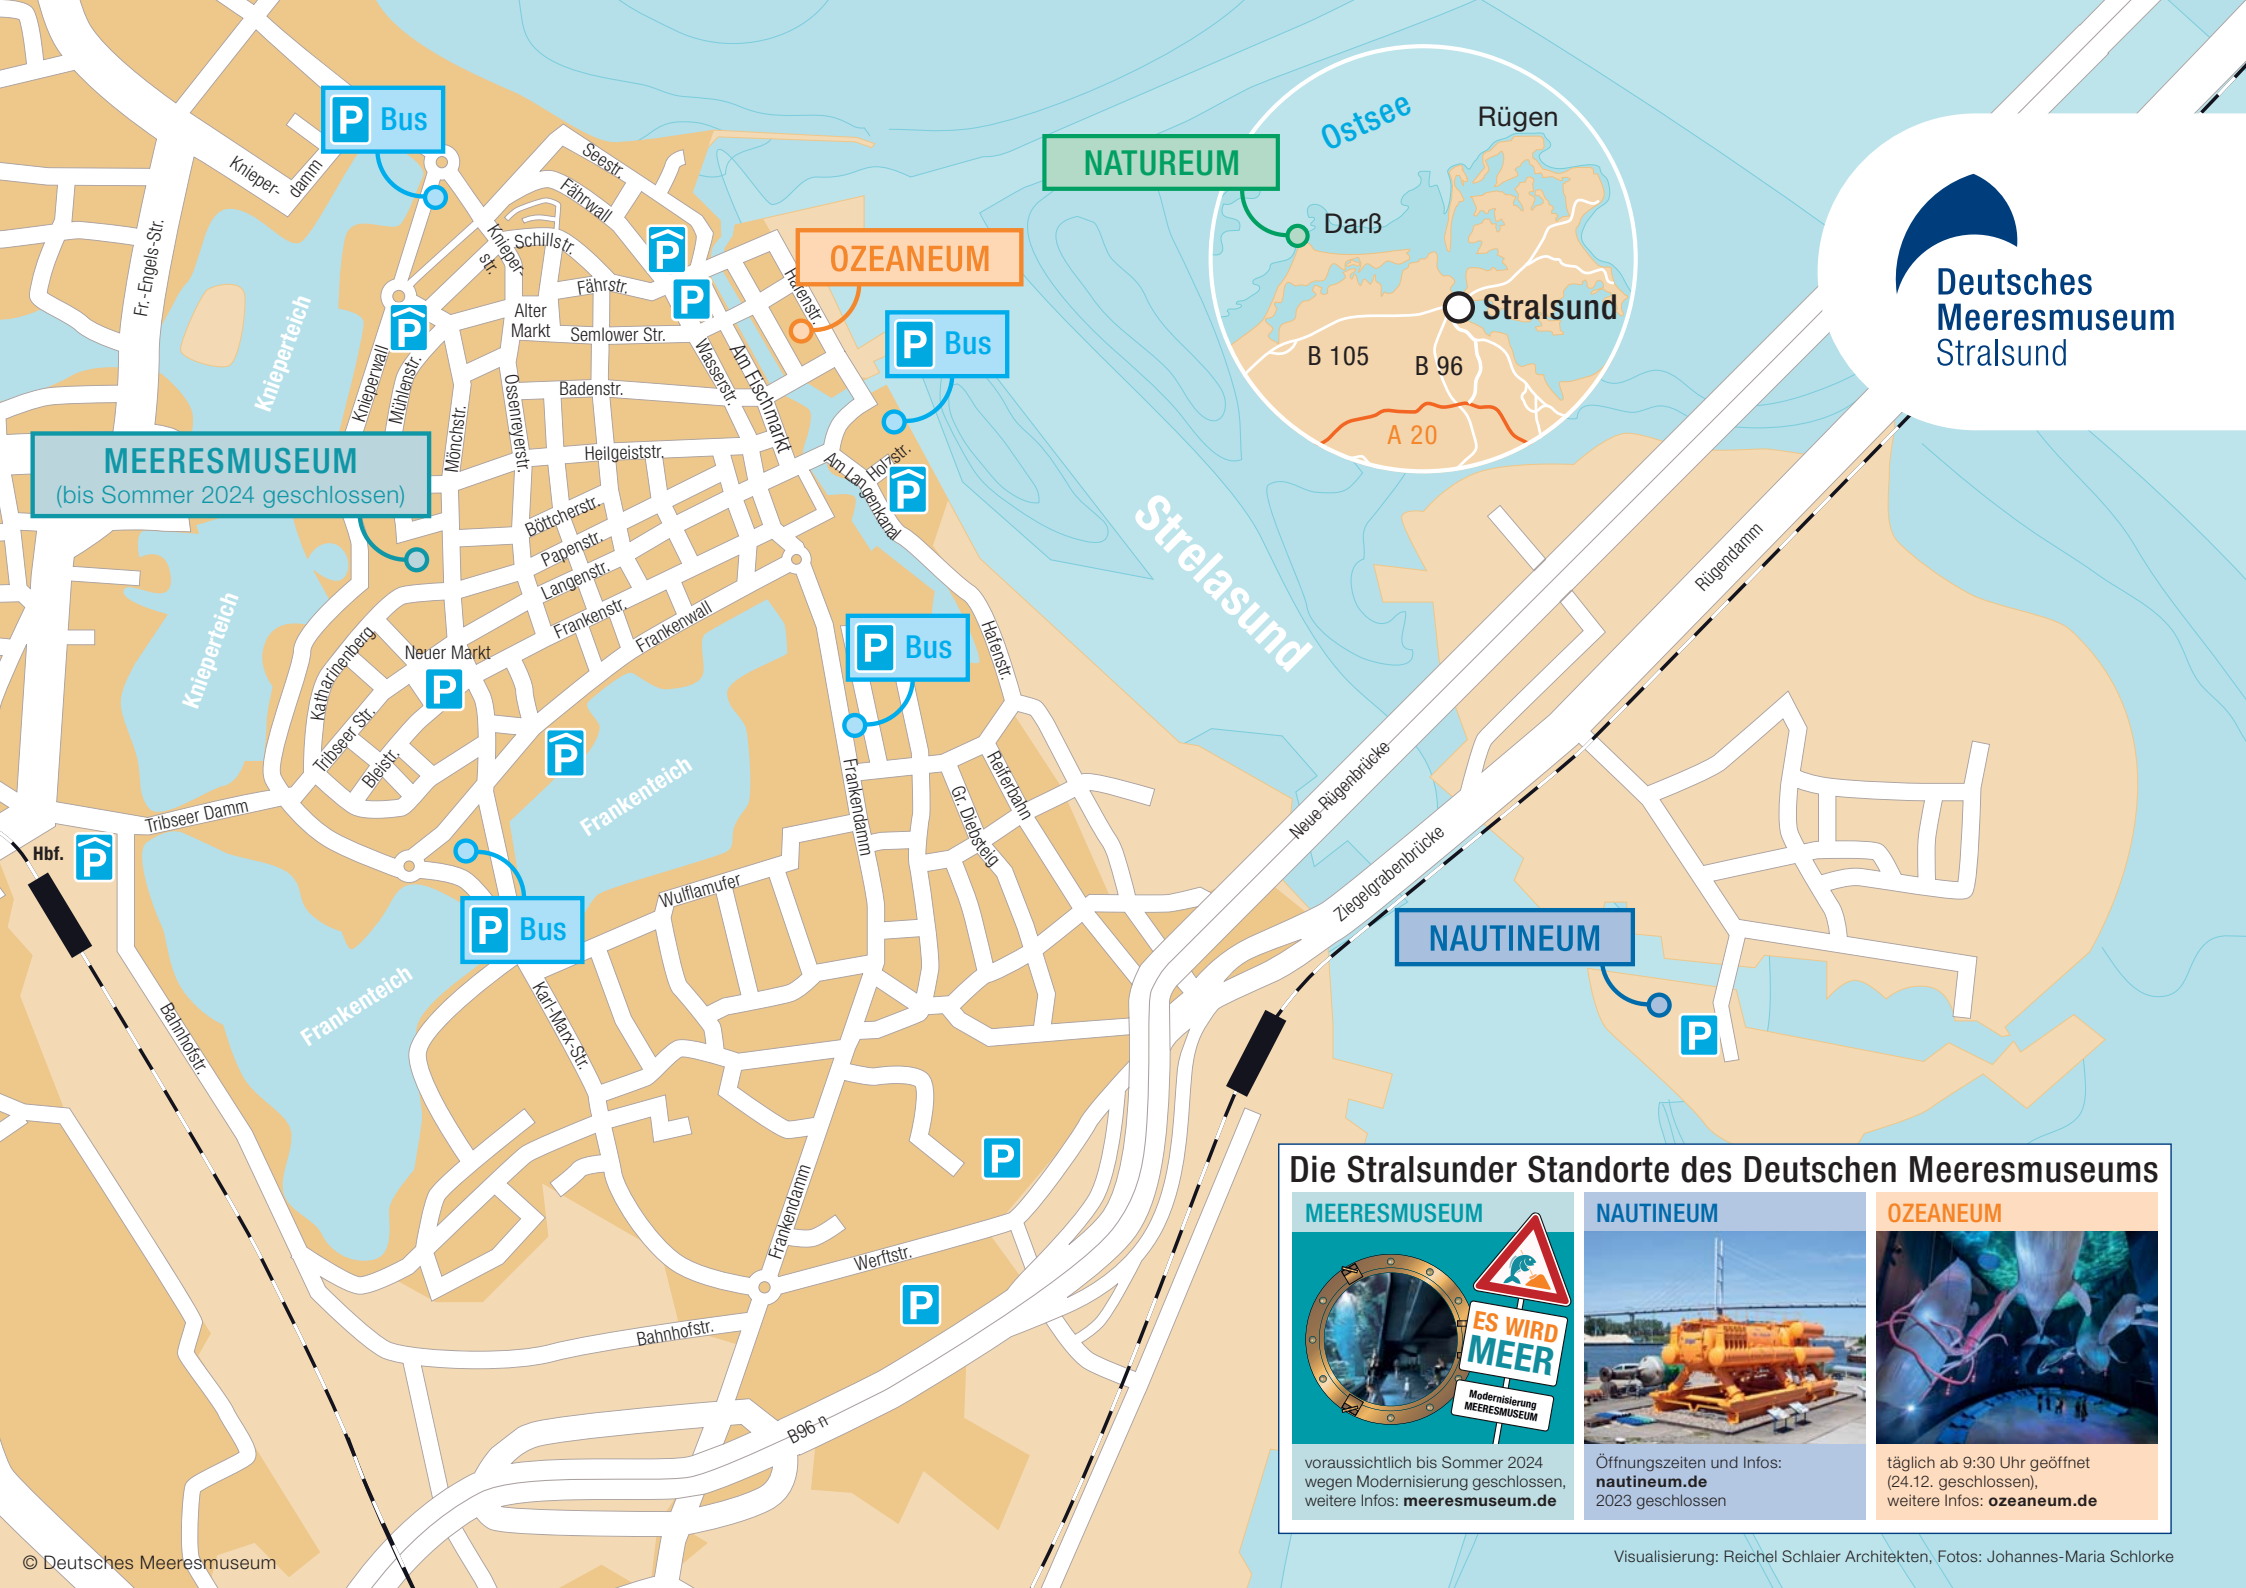 P Bus
Knieper-
damm
Fr.-Engels-Str.
Knieperteich
Seestr.
Fährwall
Knieper-
str.
Schillstr.
P
P
Fährstr.
Alter
Markt
Semlower Str.
P
Knieperwall
Mühlenstr.
Mönchstr.
Ossenreyerstr.
Badenstr.
Wasserstr.
Am Fischmarkt
Heilgeiststr.
Hafenstr.
OZEANEUM
P Bus
Holzstr.
Am Langenkanal
P
MEERESMUSEUM
(bis Sommer 2024 geschlossen)
Böttcherstr.
Papenstr.
Langenstr.
Frankenstr.
Frankenwall
Knieperteich
Katharinenberg
Neuer Markt
P
Tribseer Str.
Bleistr.
P
Frankenteich
P Bus
Hafenstr.
Frankendamm
Reiferbahn
Gr. Diebsteig
Tribseer Damm
Hbf.
P
Wulflamufer
P Bus
Frankenteich
Karl-Marx-Str.
Bahnhofstr.
P
Frankendamm
Werftstr.
P
Bahnhofstr.
B96 n
NATUREUM
Ostsee
Rügen
Darß
Stralsund
B 105
B 96
A 20
Strelasund
Deutsches
Meeresmuseum
Stralsund
Rügendamm
Neue Rügenbrücke
Ziegelgrabenbrücke
NAUTINEUM
P
Die Stralsunder Standorte des Deutschen Meeresmuseums
MEERESMUSEUM
ES WIRD
MEER
Modernisierung
MEERESMUSEUM
voraussichtlich bis Sommer 2024
wegen Modernisierung geschlossen,
weitere Infos: meeresmuseum.de
NAUTINEUM
Öffnungszeiten und Infos:
nautineum.de
2023 geschlossen
OZEANEUM
täglich ab 9:30 Uhr geöffnet
(24.12. geschlossen),
weitere Infos: ozeaneum.de
© Deutsches Meeresmuseum
Visualisierung: Reichel Schlaier Architekten, Fotos: Johannes-Maria Schlorke